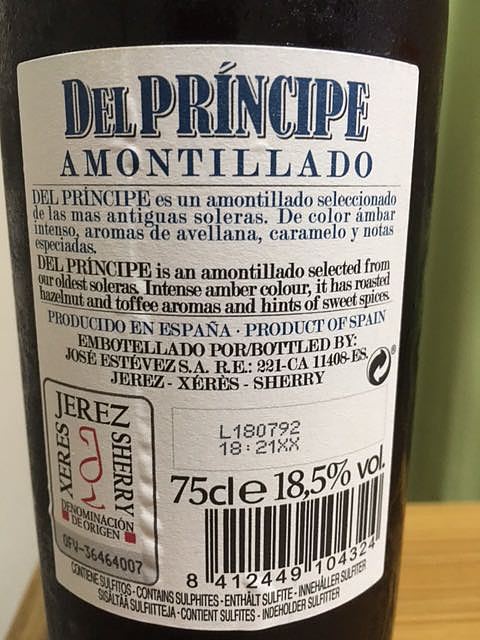 DEL PRÍNCIPE
AMONTILLADO
DEL PRÍNCIPE es un amontillado seleccionado
de las mas antiguas soleras. De color ámbar
intenso, aromas de avellana, caramelo y notas
especiadas.
DEL PRÍNCIPE is an amontillado selected from
our oldest soleras. Intense amber colour, it has roasted
hazelnut and toffee aromas and hints of sweet spices.
PRODUCIDO EN ESPAÑA · PRODUCT OF SPAIN
EMBOTELLADO POR/BOTTLED BY:
JOSÉ ESTÉVEZ S.A. R.E.: 221-CA 11408-ES.
JEREZ - XÉRÈS - SHERRY
JEREZ
XERES
SHERRY
DENOMINACIÓN
DE ORIGEN
OFV-36464007
L180792
18:21XX
75cl e 18,5% vol.
8 412449 104324
CONTIENE SULFITOS - CONTAINS SULPHITES - ENTHÄLT SULFITE - INNEHÅLLER SULFITER
SISÄLTÄÄ SULFIITTEJA - CONTIENT SULFITES - INDEHOLDER SULFITTER